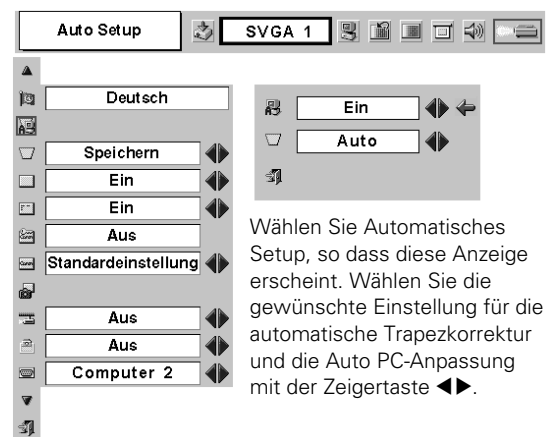 Auto Setup
SVGA 1
Deutsch
Speichern
Ein
Ein
Aus
Standardeinstellung
Aus
Aus
Computer 2
Ein
Auto
Wählen Sie Automatisches
Setup, so dass diese Anzeige
erscheint. Wählen Sie die
gewünschte Einstellung für die
automatische Trapezkorrektur
und die Auto PC-Anpassung
mit der Zeigertaste ◀▶.